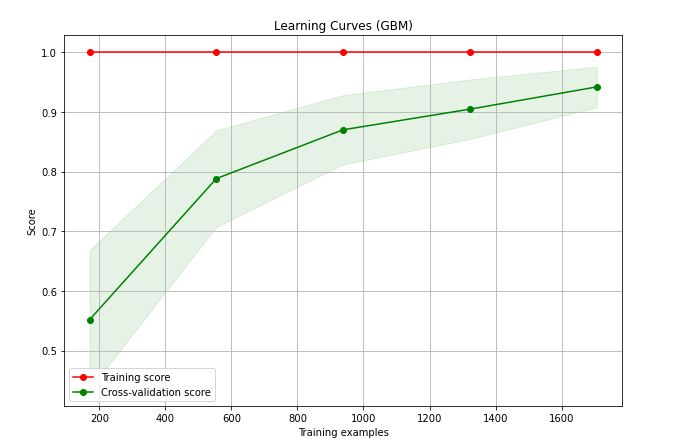 Learning Curves (GBM)
1.0
0.9
0.8
0.7
0.6
0.5
Score
Training score
Cross-validation score
200 400 600 800 1000 1200 1400 1600
Training examples